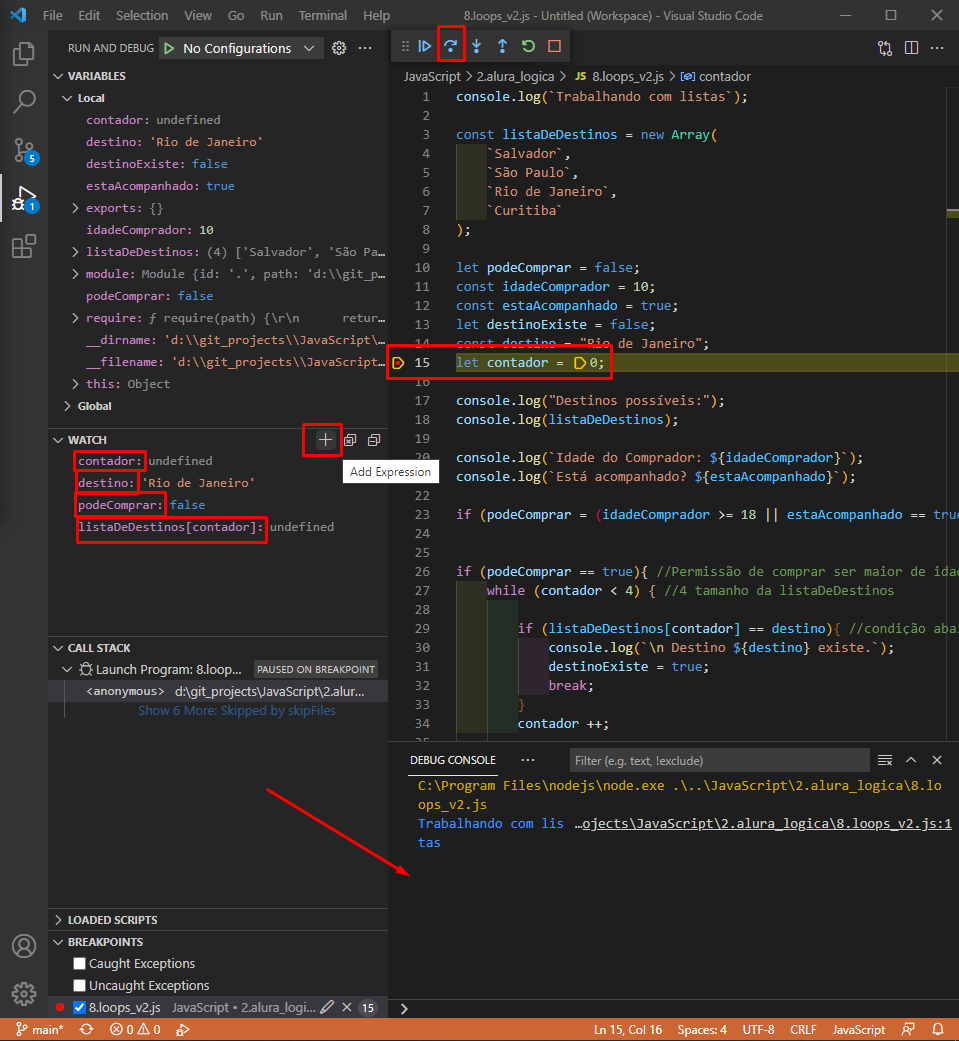 File Edit Selection View Go Run Terminal Help 8.loops_v2.js - Untitled (Workspace) - Visual Studio Code
RUN AND DEBUG No Configurations
VARIABLES
Local
contador: undefined
destino: 'Rio de Janeiro'
destinoExiste: false
estaAcompanhado: true
exports: {}
idadeComprador: 10
listaDeDestinos: (4) ['Salvador', 'São Pa…
module: Module {id: '.', path: 'd:\\git_p…
podeComprar: false
require: ƒ require(path) {\r\n retur…
__dirname: 'd:\\git_projects\\JavaScript\…
__filename: 'd:\\git_projects\\JavaScript…
this: Object
Global
WATCH
Add Expression
contador: undefined
destino: 'Rio de Janeiro'
podeComprar: false
listaDeDestinos[contador]: undefined
CALL STACK
Launch Program: 8.loop... PAUSED ON BREAKPOINT
<anonymous> d:\git_projects\JavaScript\2.alur...
Show 6 More: Skipped by skipFiles
LOADED SCRIPTS
BREAKPOINTS
Caught Exceptions
Uncaught Exceptions
8.loops_v2.js JavaScript • 2.alura_logi... 15
5
1
JavaScript > 2.alura_logica > JS 8.loops_v2.js > contador
1 console.log(`Trabalhando com listas`);
2
3 const listaDeDestinos = new Array(
4 `Salvador`,
5 `São Paulo`,
6 `Rio de Janeiro`,
7 `Curitiba`
8 );
9
10 let podeComprar = false;
11 const idadeComprador = 10;
12 const estaAcompanhado = true;
13 let destinoExiste = false;
14 const destino = "Rio de Janeiro";
15 let contador = 0;
16
17 console.log("Destinos possíveis:");
18 console.log(listaDeDestinos);
19
20 console.log(`Idade do Comprador: ${idadeComprador}`);
console.log(`Está acompanhado? ${estaAcompanhado}`);
22
23 if (podeComprar = (idadeComprador >= 18 || estaAcompanhado == true
24
25
26 if (podeComprar == true){ //Permissão de comprar ser maior de idad
27 while (contador < 4) { //4 tamanho da listaDeDestinos
28
29 if (listaDeDestinos[contador] == destino){ //condição abai
30 console.log(`\n Destino ${destino} existe.`);
31 destinoExiste = true;
32 break;
33 }
34 contador ++;
35
DEBUG CONSOLE Filter (e.g. text, !exclude)
C:\Program Files\nodejs\node.exe .\..\JavaScript\2.alura_logica\8.lo
ops_v2.js
Trabalhando com lis …ojects\JavaScript\2.alura_logica\8.loops_v2.js:1
tas
main* 0 0 Ln 15, Col 16 Spaces: 4 UTF-8 CRLF JavaScript